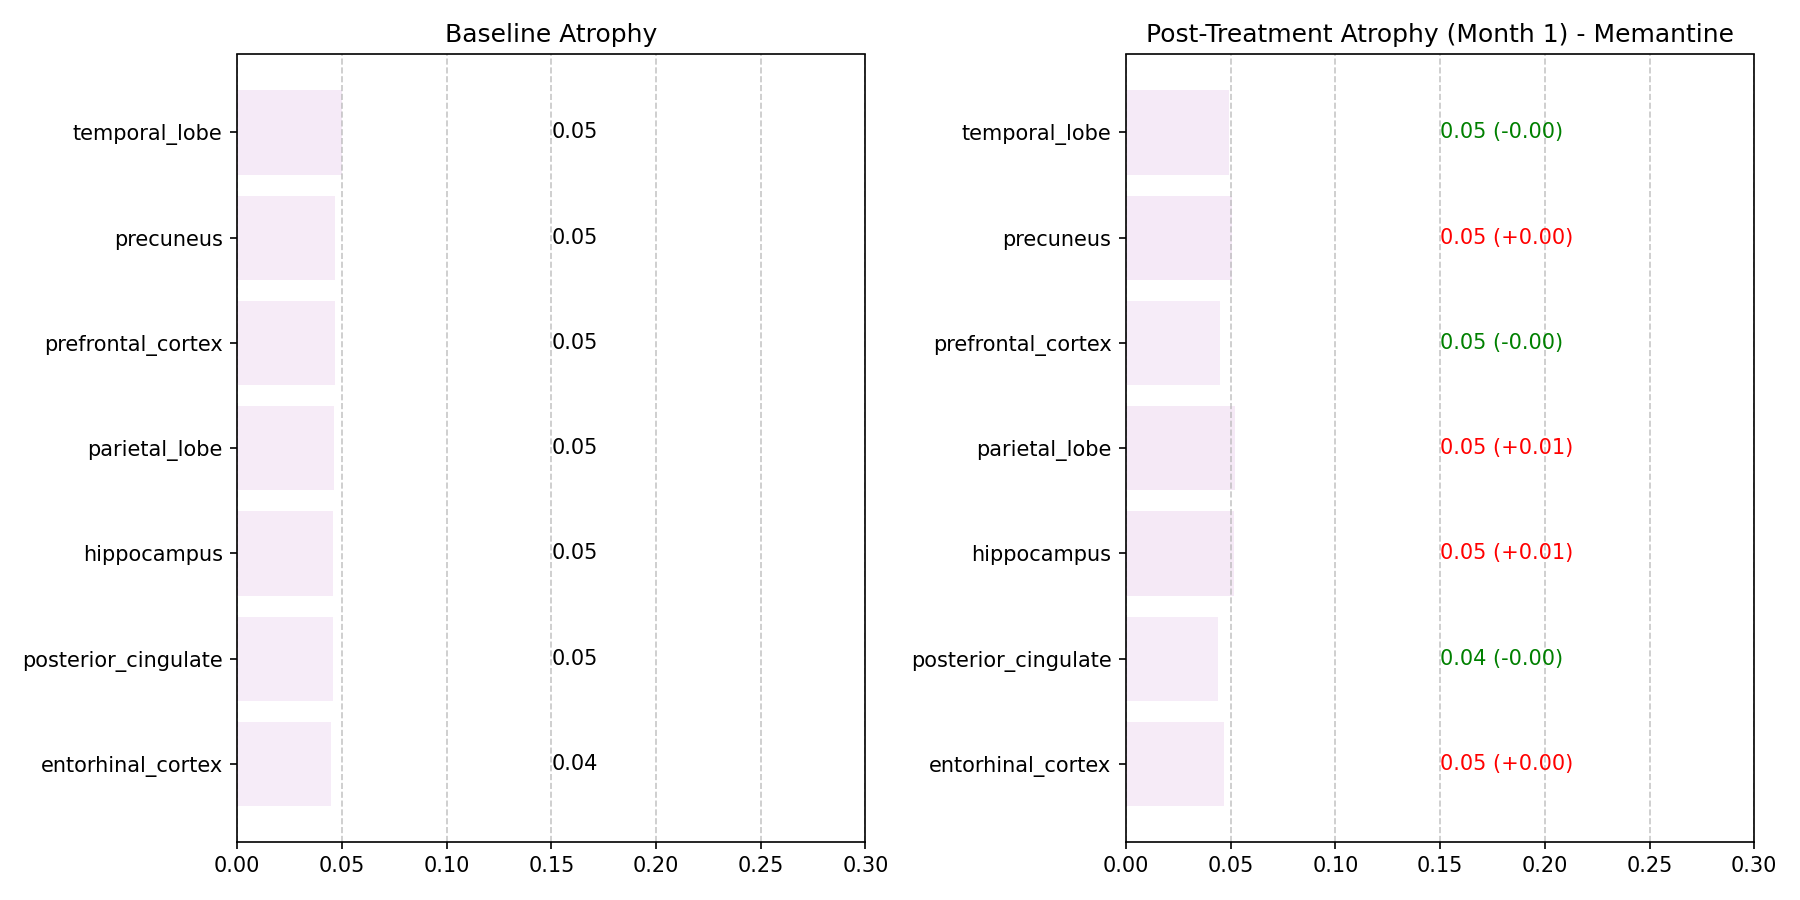 Baseline Atrophy
temporal_lobe 0.05
precuneus 0.05
prefrontal_cortex 0.05
parietal_lobe 0.05
hippocampus 0.05
posterior_cingulate 0.05
entorhinal_cortex 0.04
0.00 0.05 0.10 0.15 0.20 0.25 0.30
Post-Treatment Atrophy (Month 1) - Memantine
temporal_lobe 0.05 (-0.00)
precuneus 0.05 (+0.00)
prefrontal_cortex 0.05 (-0.00)
parietal_lobe 0.05 (+0.01)
hippocampus 0.05 (+0.01)
posterior_cingulate 0.04 (-0.00)
entorhinal_cortex 0.05 (+0.00)
0.00 0.05 0.10 0.15 0.20 0.25 0.30